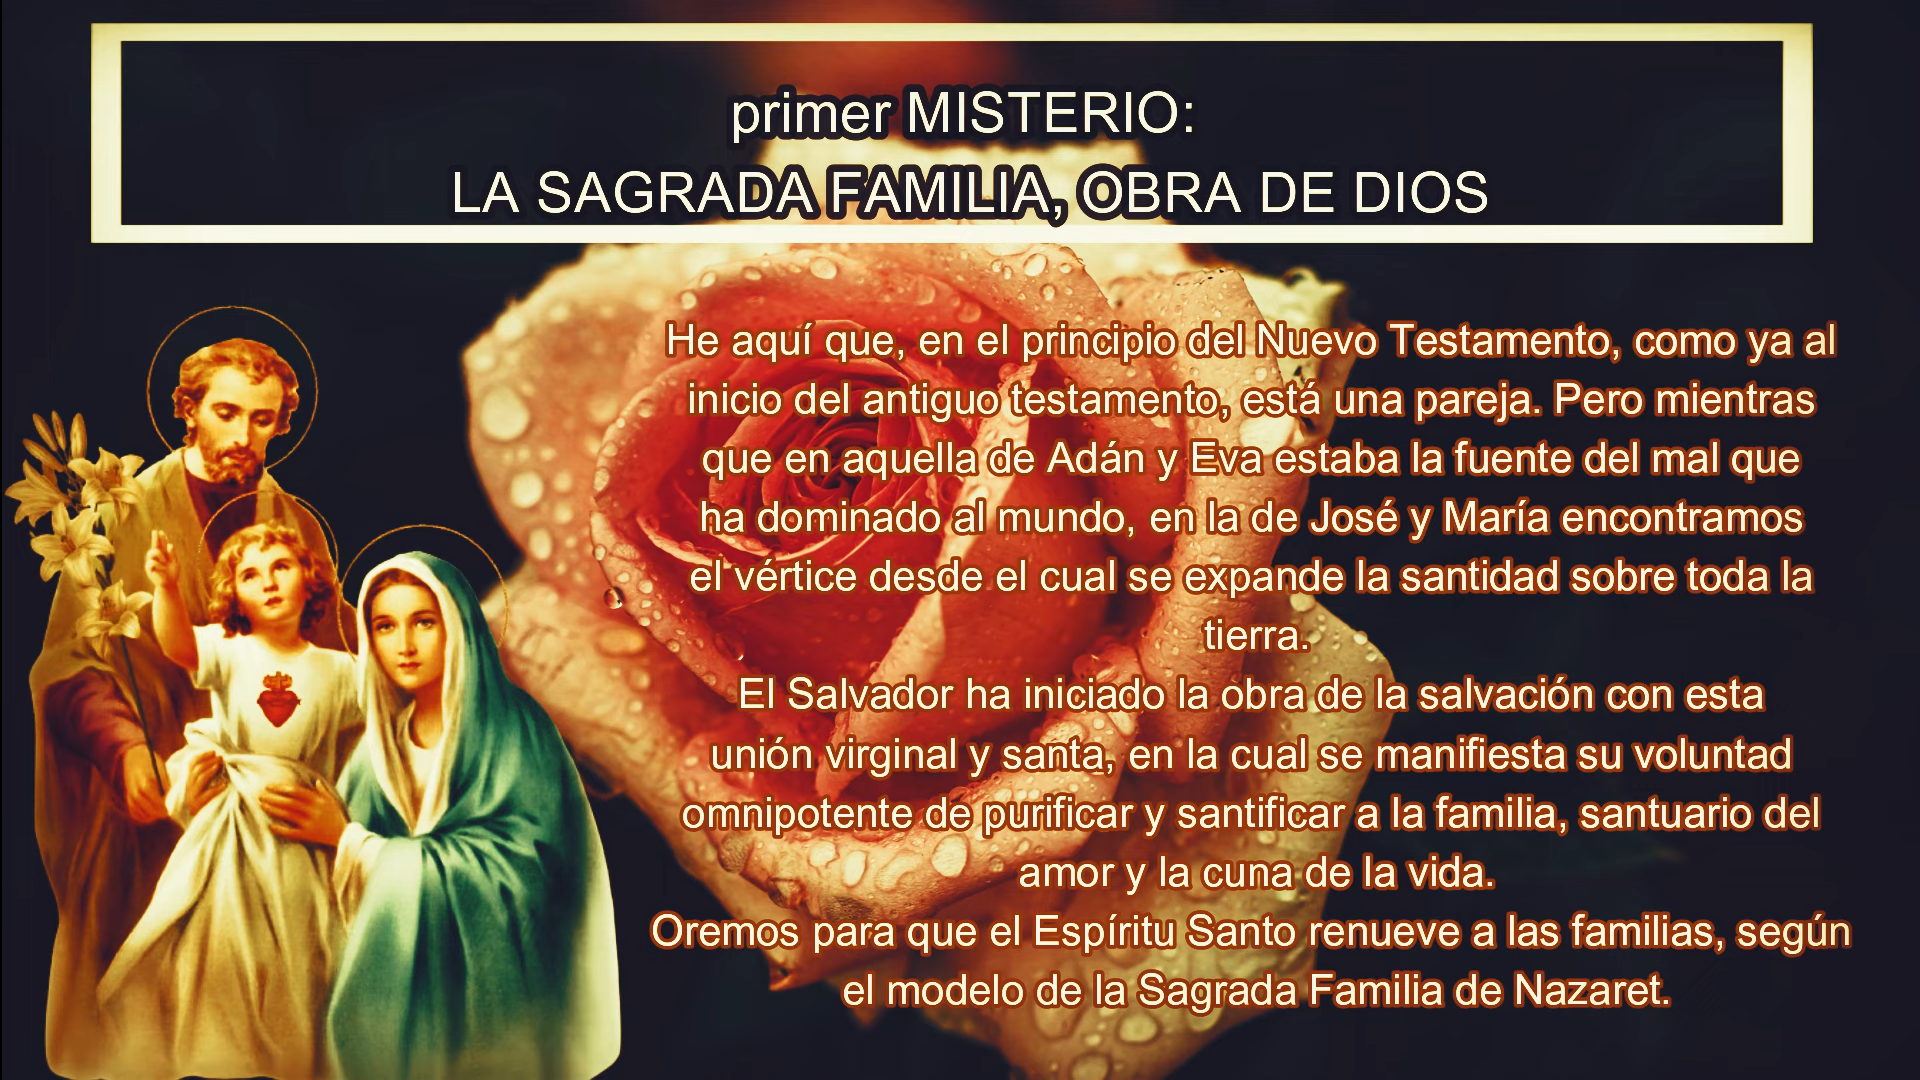 primer MISTERIO:
LA SAGRADA FAMILIA, OBRA DE DIOS
He aquí que, en el principio del Nuevo Testamento, como ya al
inicio del antiguo testamento, está una pareja. Pero mientras
que en aquella de Adán y Eva estaba la fuente del mal que
ha dominado al mundo, en la de José y María encontramos
el vértice desde el cual se expande la santidad sobre toda la
tierra.
El Salvador ha iniciado la obra de la salvación con esta
unión virginal y santa, en la cual se manifiesta su voluntad
omnipotente de purificar y santificar a la familia, santuario del
amor y la cuna de la vida.
Oremos para que el Espíritu Santo renueve a las familias, según
el modelo de la Sagrada Familia de Nazaret.